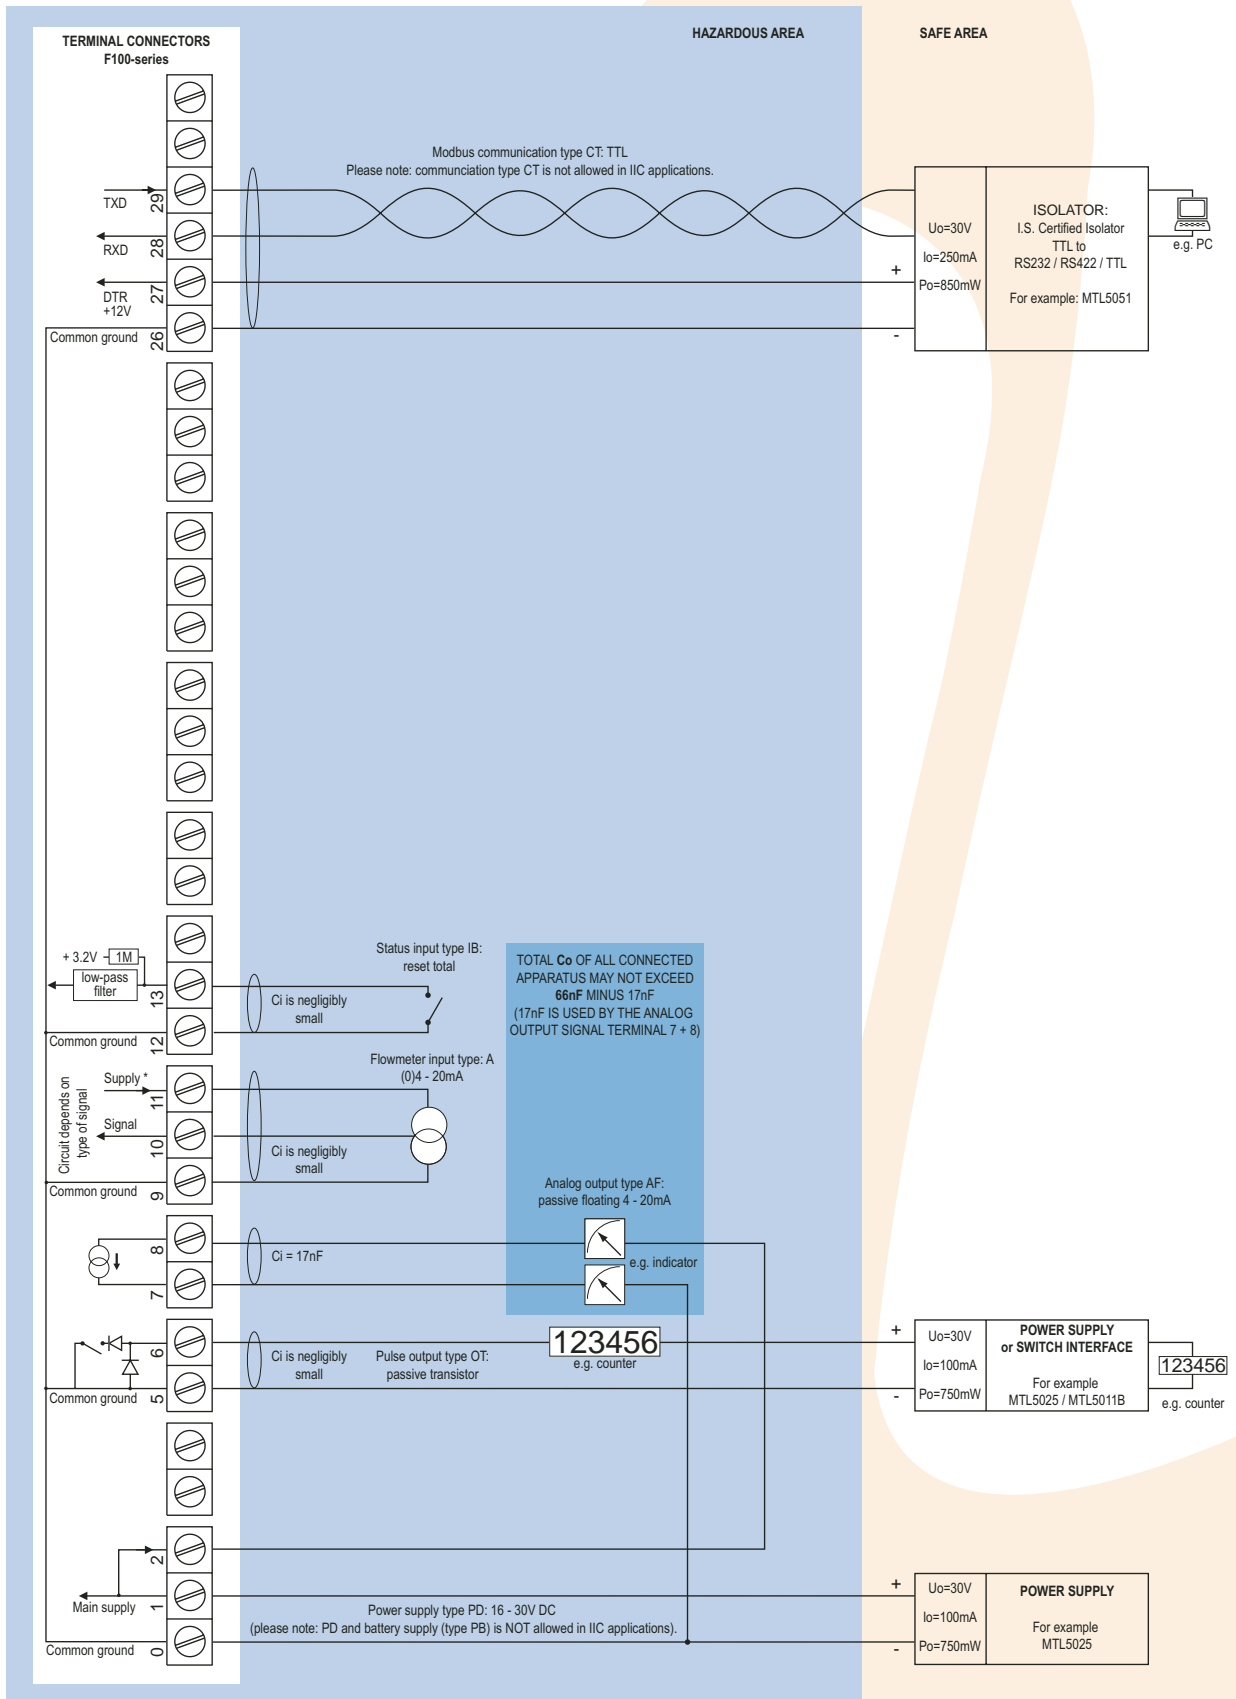 HAZARDOUS AREA
SAFE AREA
TERMINAL CONNECTORS
F100-series
Modbus communication type CT: TTL
Please note: communciation type CT is not allowed in IIC applications.
TXD
29
RXD
28
DTR
+12V
27
Common ground
26
+
-
Uo=30V
Io=250mA
Po=850mW
ISOLATOR:
I.S. Certified Isolator
TTL to
RS232 / RS422 / TTL
For example: MTL5051
e.g. PC
+ 3.2V
1M
low-pass
filter
13
Common ground
12
Ci is negligibly
small
Status input type IB:
reset total
TOTAL Co OF ALL CONNECTED
APPARATUS MAY NOT EXCEED
66nF MINUS 17nF
(17nF IS USED BY THE ANALOG
OUTPUT SIGNAL TERMINAL 7 + 8)
Flowmeter input type: A
(0)4 - 20mA
Circuit depends on
type of signal
Supply *
11
Signal
10
Common ground
9
Ci is negligibly
small
Analog output type AF:
passive floating 4 - 20mA
8
7
Ci = 17nF
e.g. indicator
6
Common ground
5
Ci is negligibly
small
Pulse output type OT:
passive transistor
123456
e.g. counter
+
-
Uo=30V
Io=100mA
Po=750mW
POWER SUPPLY
or SWITCH INTERFACE
For example
MTL5025 / MTL5011B
123456
e.g. counter
2
Main supply
1
Common ground
0
Power supply type PD: 16 - 30V DC
(please note: PD and battery supply (type PB) is NOT allowed in IIC applications).
+
-
Uo=30V
Io=100mA
Po=750mW
POWER SUPPLY
For example
MTL5025